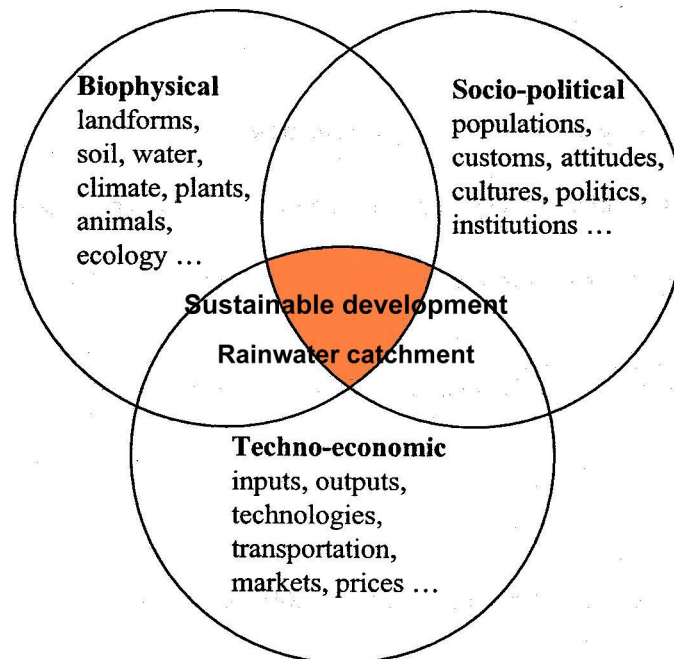 Biophysical
landforms,
soil, water,
climate, plants,
animals,
ecology ...
Socio-political
populations,
customs, attitudes,
cultures, politics,
institutions ...
Sustainable development
Rainwater catchment
Techno-economic
inputs, outputs,
technologies,
transportation,
markets, prices ...